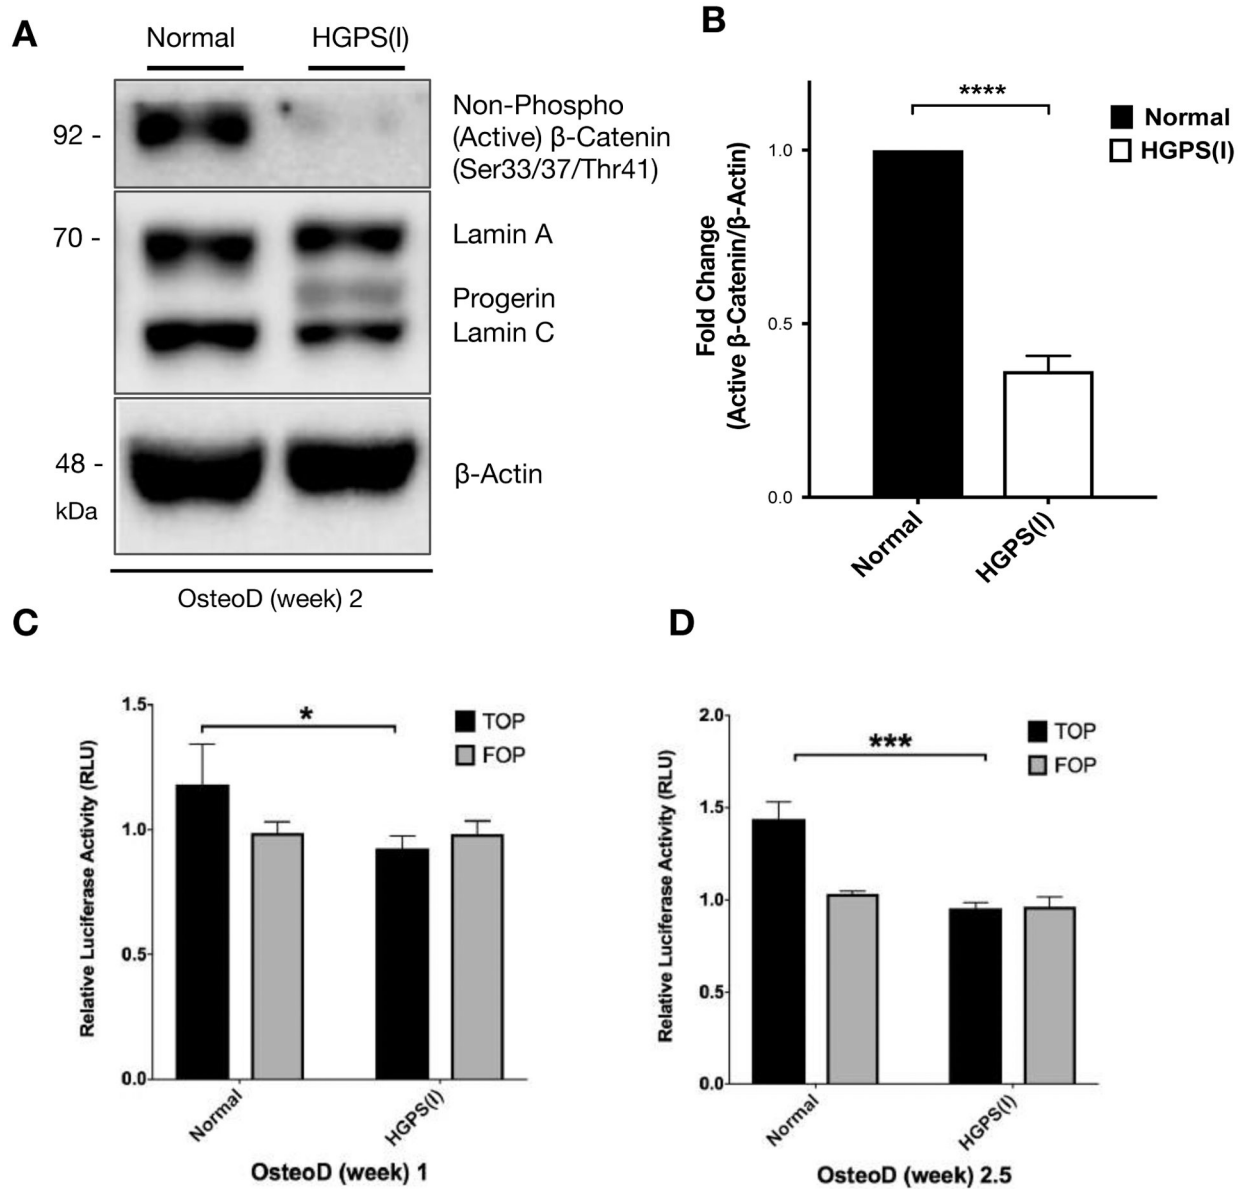 A
Normal
HGPS(I)
92 -
Non-Phospho
(Active) β-Catenin
(Ser33/37/Thr41)
70 -
Lamin A
Progerin
Lamin C
48 -
β-Actin
kDa
OsteoD (week) 2
B
****
Normal
HGPS(I)
Fold Change
(Active β-Catenin/β-Actin)
1.0
0.5
0.0
Normal
HGPS(I)
C
*
TOP
FOP
Relative Luciferase Activity (RLU)
1.5
1.0
0.5
0.0
Normal
HGPS(I)
OsteoD (week) 1
D
***
TOP
FOP
Relative Luciferase Activity (RLU)
2.0
1.5
1.0
0.5
0.0
Normal
HGPS(I)
OsteoD (week) 2.5